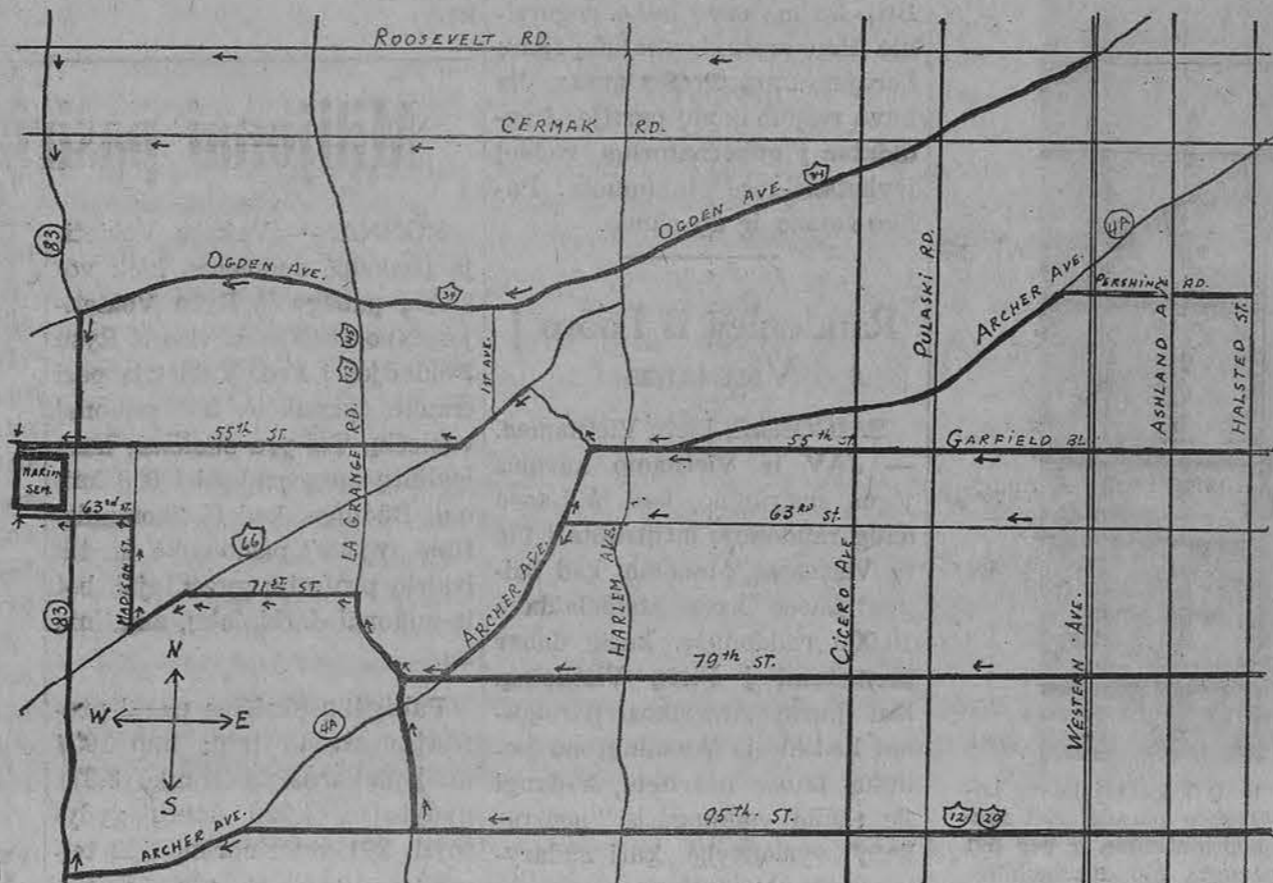 ROOSEVELT RD.
CERMAK RD.
OGDEN AVE.
34
4A
83
OGDEN AVE.
34
PERSHING RD.
ARCHER AVE.
PULASKI RD.
ASHLAND AV.
HALSTED ST.
1ST AVE.
12
LA GRANGE RD.
55th ST.
55th ST.
GARFIELD BL.
MARIAN
SEM.
63RD ST.
63RD ST.
66
MADISON ST.
71ST ST.
ARCHER AVE.
HARLEM AVE.
CICERO AVE
WESTERN AVE.
83
79th ST.
N
W E
S
4A
95th ST.
12 20
ARCHER AVE.